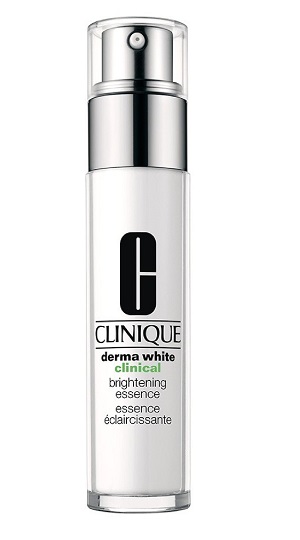 C
CLINIQUE
derma white
clinical
brightening
essence
essence
éclaircissante